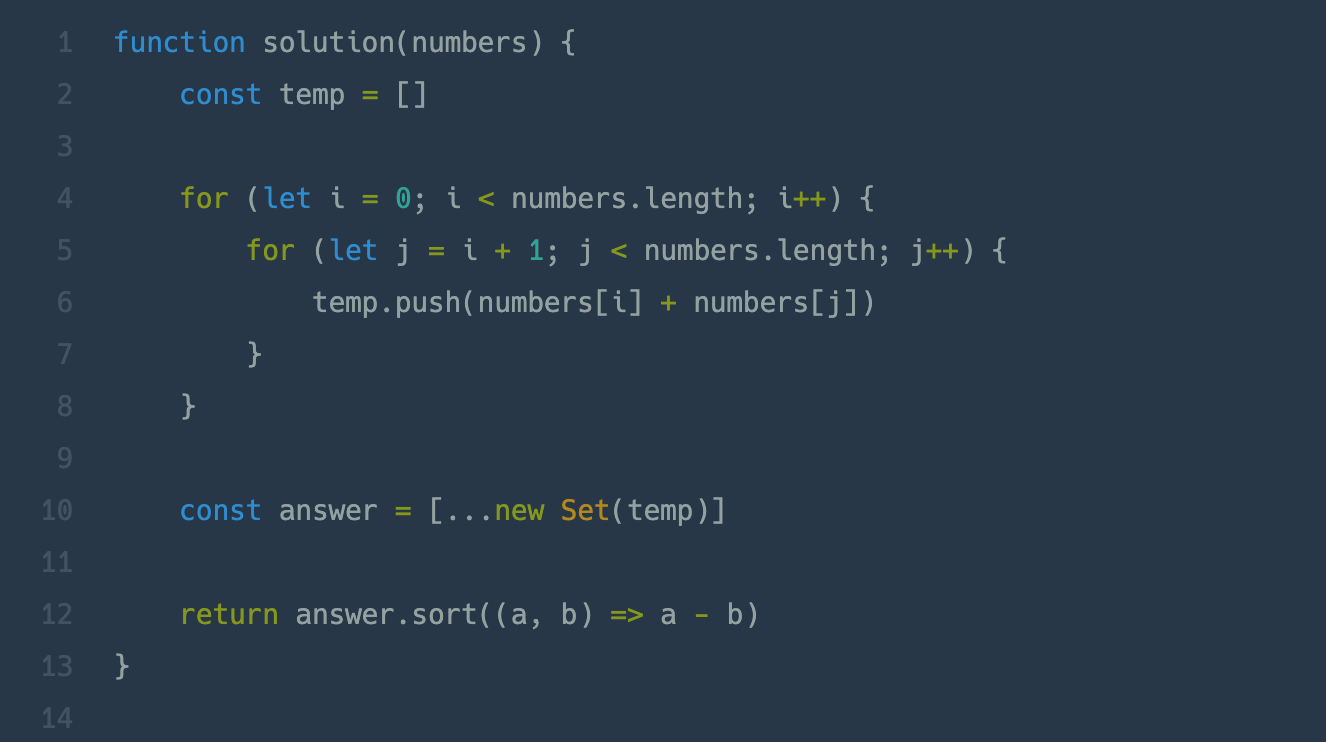 1 function solution(numbers) {
2     const temp = []
3
4     for (let i = 0; i < numbers.length; i++) {
5         for (let j = i + 1; j < numbers.length; j++) {
6             temp.push(numbers[i] + numbers[j])
7         }
8     }
9
10     const answer = [...new Set(temp)]
11
12     return answer.sort((a, b) => a - b)
13 }
14